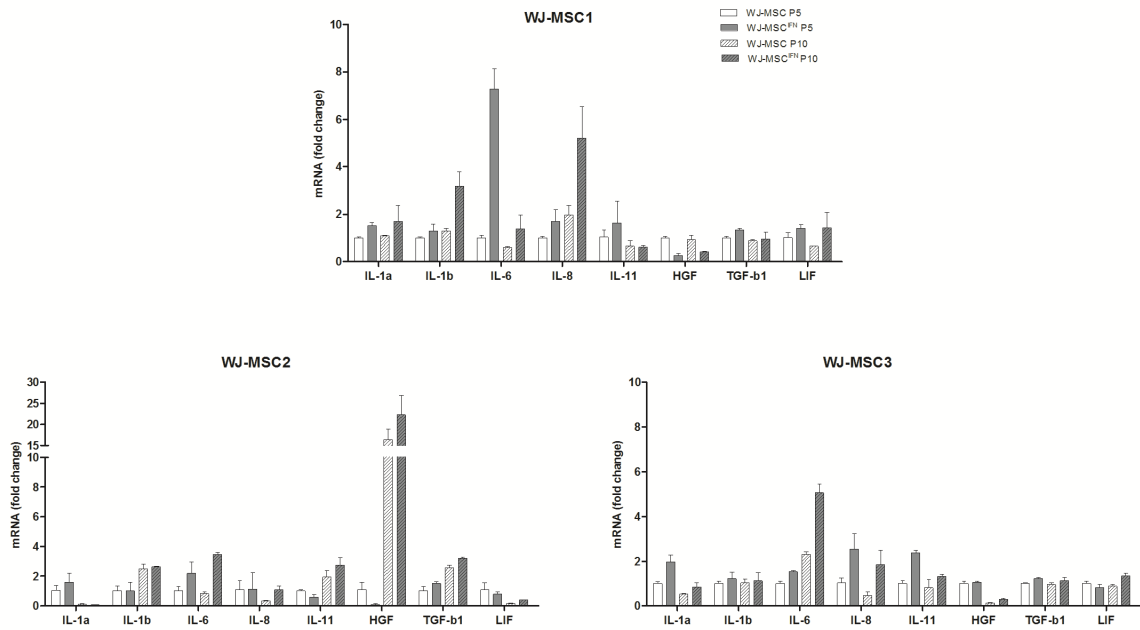 WJ-MSC1
WJ-MSC P5
WJ-MSCᴵᶠᴺ P5
WJ-MSC P10
WJ-MSCᴵᶠᴺ P10
mRNA (fold change)
10
8
6
4
2
0
IL-1a IL-1b IL-6 IL-8 IL-11 HGF TGF-b1 LIF
WJ-MSC2
mRNA (fold change)
30
25
20
15
10
8
6
4
2
0
IL-1a IL-1b IL-6 IL-8 IL-11 HGF TGF-b1 LIF
WJ-MSC3
mRNA (fold change)
10
8
6
4
2
0
IL-1a IL-1b IL-6 IL-8 IL-11 HGF TGF-b1 LIF